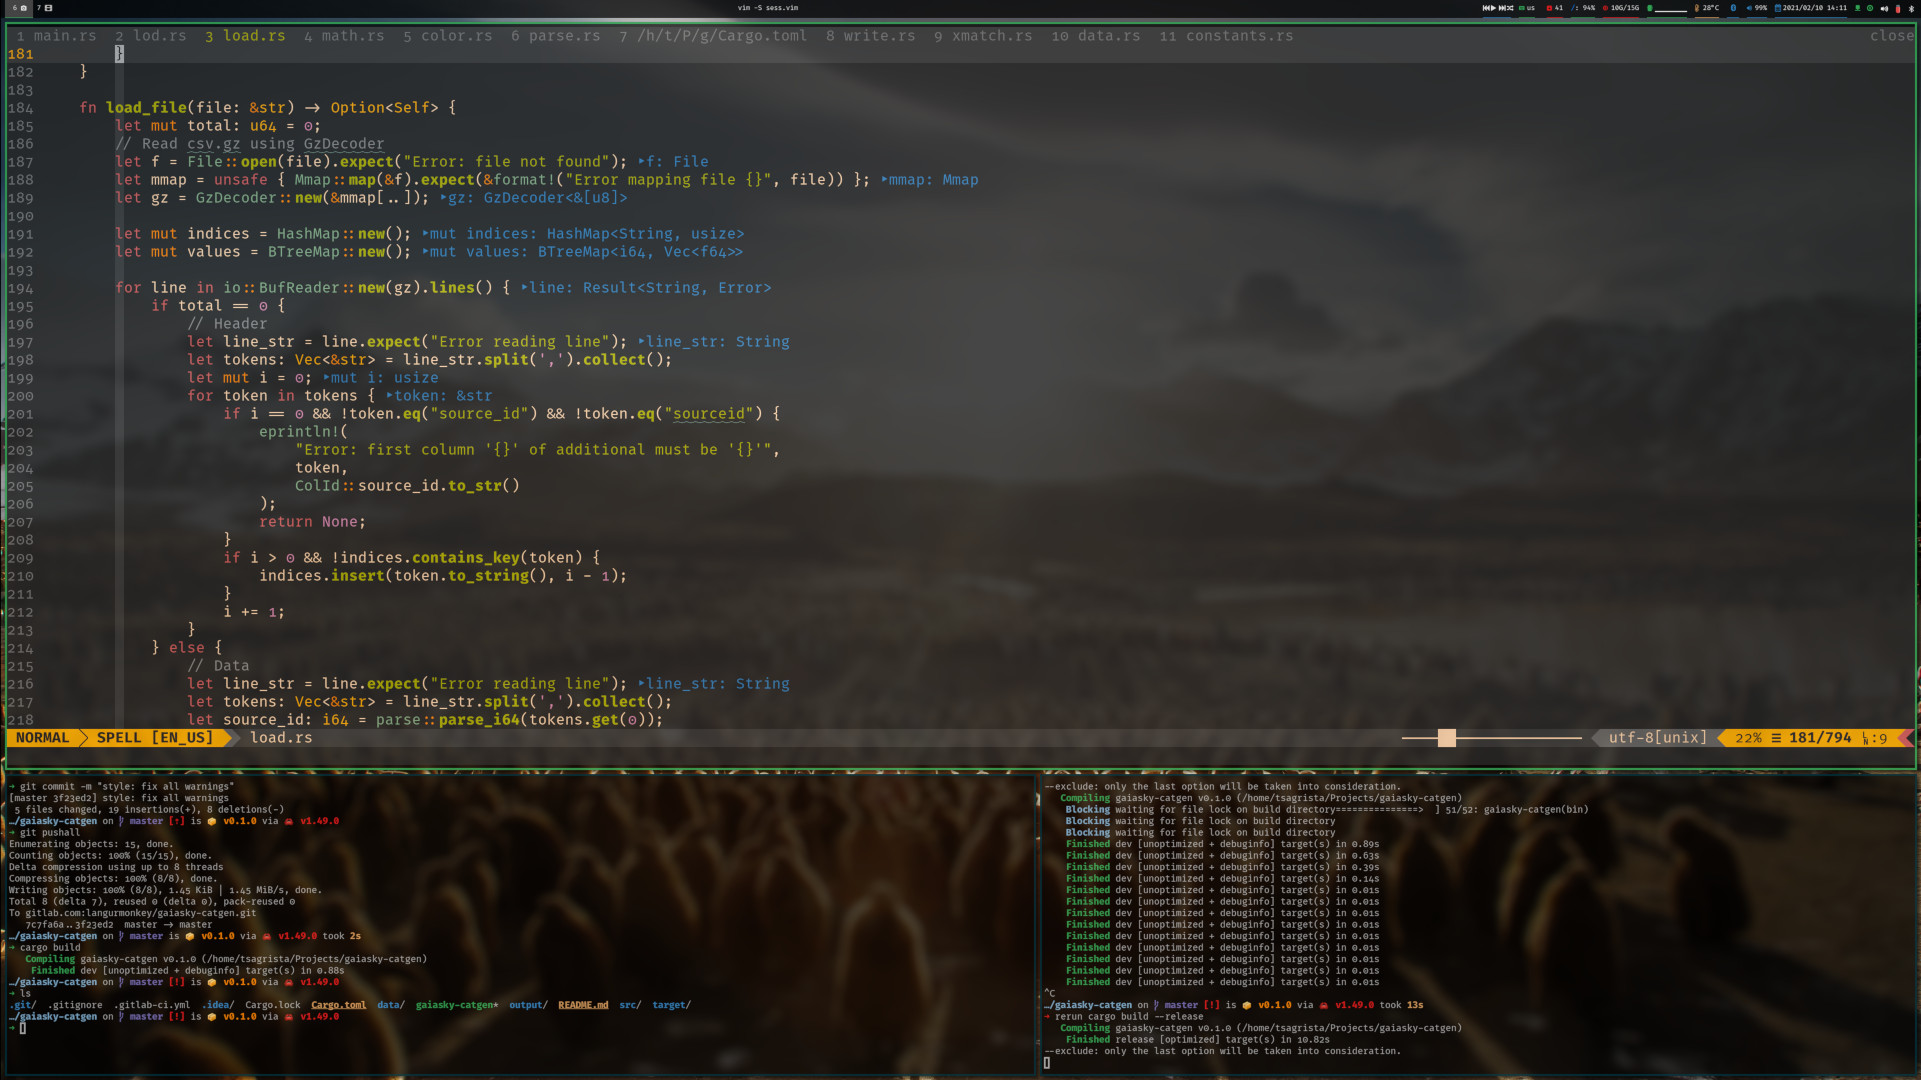 6 7 vim -S sess.vim us 41 94% 10G/15G 28°C 99% 2021/02/10 14:11
1 main.rs 2 lod.rs 3 load.rs 4 math.rs 5 color.rs 6 parse.rs 7 /h/t/P/g/Cargo.toml 8 write.rs 9 xmatch.rs 10 data.rs 11 constants.rs close
181 }
182 }
183
184 fn load_file(file: &str) → Option<Self> {
185 let mut total: u64 = 0;
186 // Read csv.gz using GzDecoder
187 let f = File::open(file).expect("Error: file not found"); ‣f: File
188 let mmap = unsafe { Mmap::map(&f).expect(&format!("Error mapping file {}", file)) }; ‣mmap: Mmap
189 let gz = GzDecoder::new(&mmap[..]); ‣gz: GzDecoder<&[u8]>
190
191 let mut indices = HashMap::new(); ‣mut indices: HashMap<String, usize>
192 let mut values = BTreeMap::new(); ‣mut values: BTreeMap<i64, Vec<f64>>
193
194 for line in io::BufReader::new(gz).lines() { ‣line: Result<String, Error>
195 if total == 0 {
196 // Header
197 let line_str = line.expect("Error reading line"); ‣line_str: String
198 let tokens: Vec<&str> = line_str.split(',').collect();
199 let mut i = 0; ‣mut i: usize
200 for token in tokens { ‣token: &str
201 if i == 0 && !token.eq("source_id") && !token.eq("sourceid") {
202 eprintln!(
203 "Error: first column '{}' of additional must be '{}'",
204 token,
205 ColId::source_id.to_str()
206 );
207 return None;
208 }
209 if i > 0 && !indices.contains_key(token) {
210 indices.insert(token.to_string(), i - 1);
211 }
212 i += 1;
213 }
214 } else {
215 // Data
216 let line_str = line.expect("Error reading line"); ‣line_str: String
217 let tokens: Vec<&str> = line_str.split(',').collect();
218 let source_id: i64 = parse::parse_i64(tokens.get(0));
NORMAL SPELL [EN_US] load.rs utf-8[unix] 22% ≡ 181/794 :9
→ git commit -m "style: fix all warnings"
[master 3f23ed2] style: fix all warnings
5 files changed, 19 insertions(+), 8 deletions(-)
…/gaiasky-catgen on master [↑] is v0.1.0 via v1.49.0
→ git pushall
Enumerating objects: 15, done.
Counting objects: 100% (15/15), done.
Delta compression using up to 8 threads
Compressing objects: 100% (8/8), done.
Writing objects: 100% (8/8), 1.45 KiB | 1.45 MiB/s, done.
Total 8 (delta 7), reused 0 (delta 0), pack-reused 0
To gitlab.com:langurmonkey/gaiasky-catgen.git
7c7fa6a..3f23ed2 master → master
…/gaiasky-catgen on master is v0.1.0 via v1.49.0 took 2s
→ cargo build
Compiling gaiasky-catgen v0.1.0 (/home/tsagrista/Projects/gaiasky-catgen)
Finished dev [unoptimized + debuginfo] target(s) in 0.88s
…/gaiasky-catgen on master [!] is v0.1.0 via v1.49.0
→ ls
.git/ .gitignore .gitlab-ci.yml .idea/ Cargo.lock Cargo.toml data/ gaiasky-catgen* output/ README.md src/ target/
…/gaiasky-catgen on master [!] is v0.1.0 via v1.49.0
→
--exclude: only the last option will be taken into consideration.
Compiling gaiasky-catgen v0.1.0 (/home/tsagrista/Projects/gaiasky-catgen)
Blocking waiting for file lock on build directory===============> ] 51/52: gaiasky-catgen(bin)
Blocking waiting for file lock on build directory
Blocking waiting for file lock on build directory
Finished dev [unoptimized + debuginfo] target(s) in 0.89s
Finished dev [unoptimized + debuginfo] target(s) in 0.63s
Finished dev [unoptimized + debuginfo] target(s) in 0.39s
Finished dev [unoptimized + debuginfo] target(s) in 0.14s
Finished dev [unoptimized + debuginfo] target(s) in 0.01s
Finished dev [unoptimized + debuginfo] target(s) in 0.01s
Finished dev [unoptimized + debuginfo] target(s) in 0.01s
Finished dev [unoptimized + debuginfo] target(s) in 0.01s
Finished dev [unoptimized + debuginfo] target(s) in 0.01s
Finished dev [unoptimized + debuginfo] target(s) in 0.01s
Finished dev [unoptimized + debuginfo] target(s) in 0.01s
Finished dev [unoptimized + debuginfo] target(s) in 0.01s
Finished dev [unoptimized + debuginfo] target(s) in 0.01s
^C
…/gaiasky-catgen on master [!] is v0.1.0 via v1.49.0 took 13s
→ rerun cargo build --release
Compiling gaiasky-catgen v0.1.0 (/home/tsagrista/Projects/gaiasky-catgen)
Finished release [optimized] target(s) in 10.82s
--exclude: only the last option will be taken into consideration.